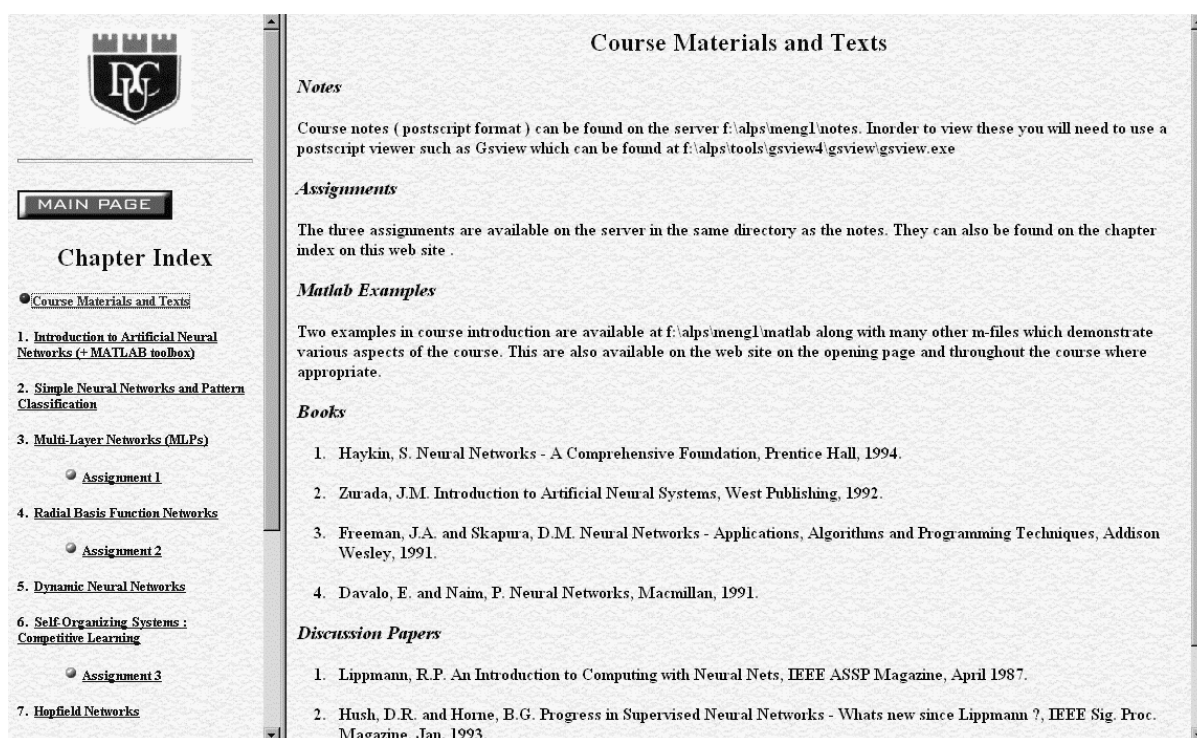 DCU
MAIN PAGE
Chapter Index
Course Materials and Texts
1. Introduction to Artificial Neural
Networks (+ MATLAB toolbox)
2. Simple Neural Networks and Pattern
Classification
3. Multi-Layer Networks (MLPs)
Assignment 1
4. Radial Basis Function Networks
Assignment 2
5. Dynamic Neural Networks
6. Self-Organizing Systems :
Competitive Learning
Assignment 3
7. Hopfield Networks
Course Materials and Texts
Notes
Course notes ( postscript format ) can be found on the server f:\alps\meng1\notes. Inorder to view these you will need to use a
postscript viewer such as Gsview which can be found at f:\alps\tools\gsview4\gsview\gsview.exe
Assignments
The three assignments are available on the server in the same directory as the notes. They can also be found on the chapter
index on this web site .
Matlab Examples
Two examples in course introduction are available at f:\alps\meng1\matlab along with many other m-files which demonstrate
various aspects of the course. This are also available on the web site on the opening page and throughout the course where
appropriate.
Books
1. Haykin, S. Neural Networks - A Comprehensive Foundation, Prentice Hall, 1994.
2. Zurada, J.M. Introduction to Artificial Neural Systems, West Publishing, 1992.
3. Freeman, J.A. and Skapura, D.M. Neural Networks - Applications, Algorithms and Programming Techniques, Addison
Wesley, 1991.
4. Davalo, E. and Naim, P. Neural Networks, Macmillan, 1991.
Discussion Papers
1. Lippmann, R.P. An Introduction to Computing with Neural Nets, IEEE ASSP Magazine, April 1987.
2. Hush, D.R. and Horne, B.G. Progress in Supervised Neural Networks - Whats new since Lippmann ?, IEEE Sig. Proc.
Magazine, Jan. 1993